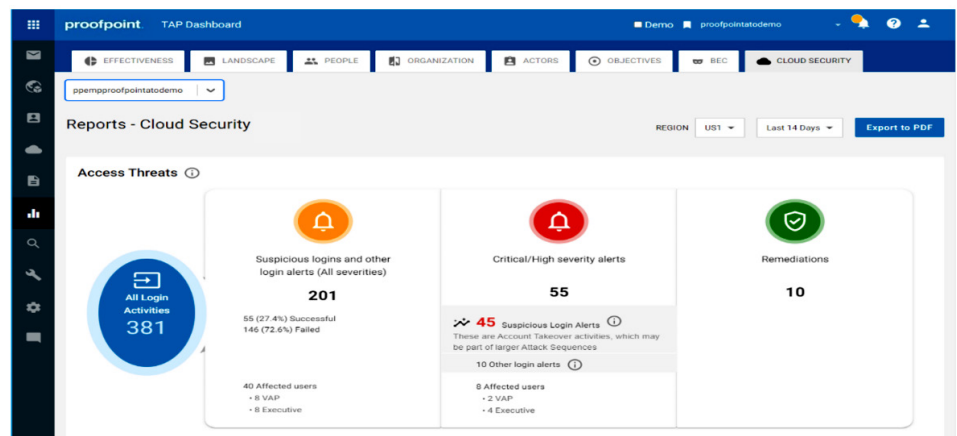 proofpoint. TAP Dashboard
Demo proofpointatodemo
EFFECTIVENESS LANDSCAPE PEOPLE ORGANIZATION ACTORS OBJECTIVES BEC CLOUD SECURITY
ppempproofpointatodemo
Reports - Cloud Security
REGION US1 Last 14 Days Export to PDF
Access Threats
All Login
Activities
381
Suspicious logins and other
login alerts (All severities)
201
55 (27.4%) Successful
146 (72.6%) Failed
40 Affected users
• 8 VAP
• 8 Executive
Critical/High severity alerts
55
45 Suspicious Login Alerts
These are Account Takeover activities, which may
be part of larger Attack Sequences
10 Other login alerts
8 Affected users
• 2 VAP
• 4 Executive
Remediations
10